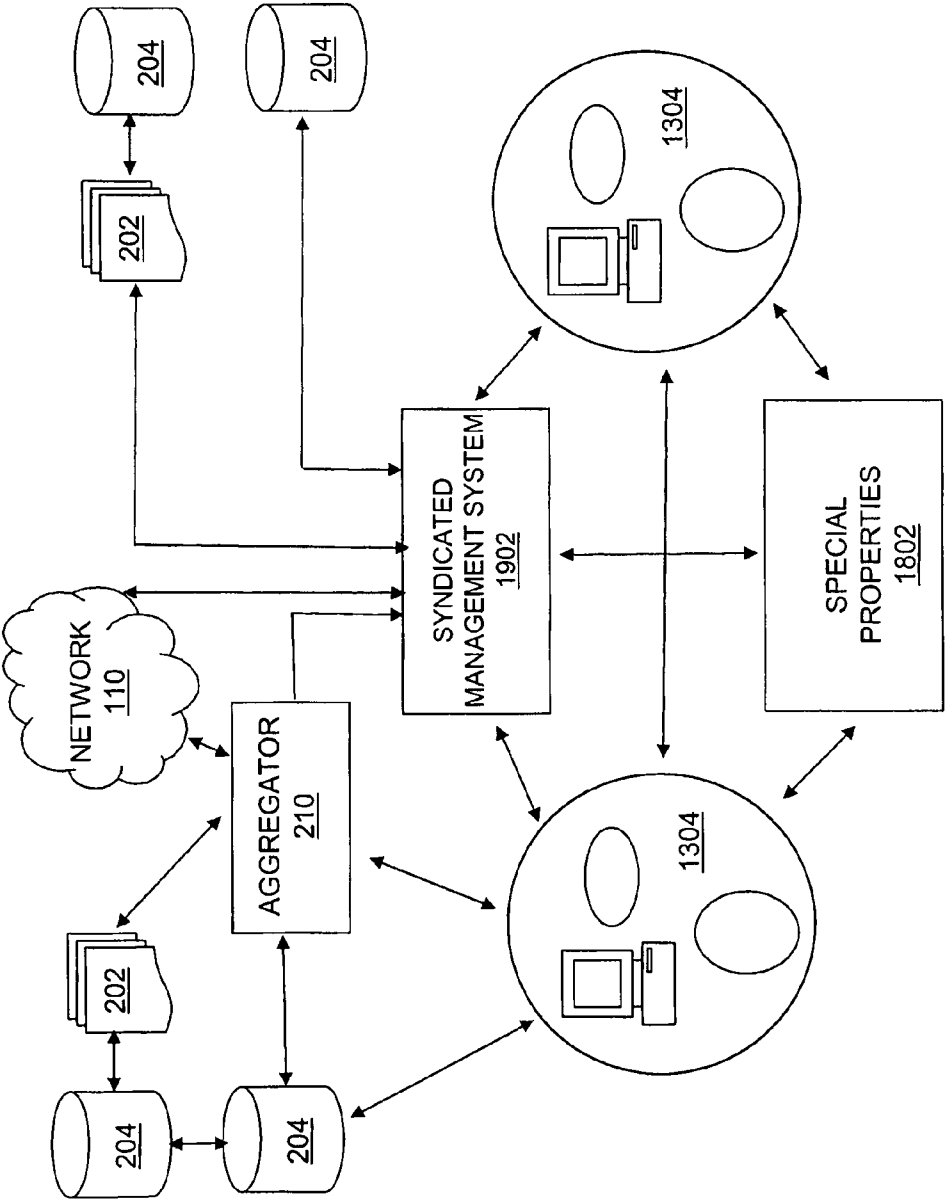 204
204
202
204
204
202
NETWORK
110
AGGREGATOR
210
SYNDICATED
MANAGEMENT SYSTEM
1902
1304
1304
SPECIAL
PROPERTIES
1802